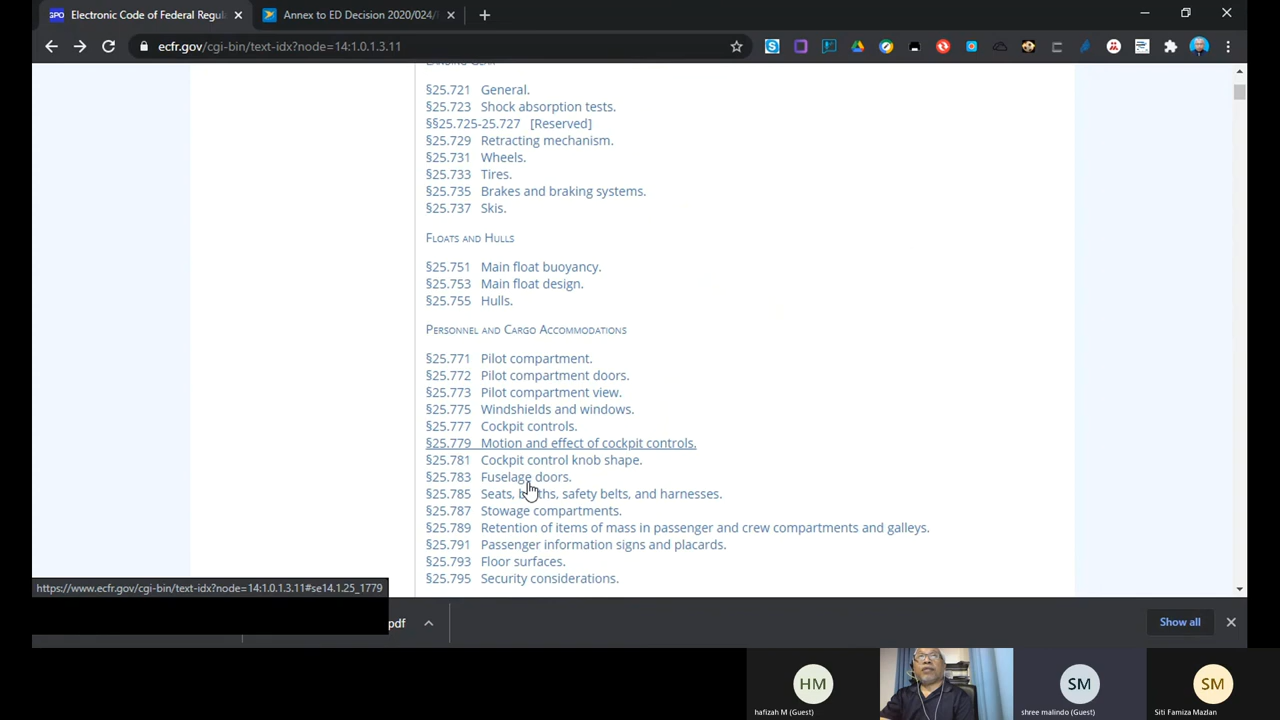 Electronic Code of Federal Regula
Annex to ED Decision 2020/024/
ecfr.gov/cgi-bin/text-idx?node=14:1.0.1.3.11
Landing Gear
§25.721 General.
§25.723 Shock absorption tests.
§§25.725-25.727 [Reserved]
§25.729 Retracting mechanism.
§25.731 Wheels.
§25.733 Tires.
§25.735 Brakes and braking systems.
§25.737 Skis.
Floats and Hulls
§25.751 Main float buoyancy.
§25.753 Main float design.
§25.755 Hulls.
Personnel and Cargo Accommodations
§25.771 Pilot compartment.
§25.772 Pilot compartment doors.
§25.773 Pilot compartment view.
§25.775 Windshields and windows.
§25.777 Cockpit controls.
§25.779 Motion and effect of cockpit controls.
§25.781 Cockpit control knob shape.
§25.783 Fuselage doors.
§25.785 Seats, berths, safety belts, and harnesses.
§25.787 Stowage compartments.
§25.789 Retention of items of mass in passenger and crew compartments and galleys.
§25.791 Passenger information signs and placards.
§25.793 Floor surfaces.
§25.795 Security considerations.
https://www.ecfr.gov/cgi-bin/text-idx?node=14:1.0.1.3.11#se14.1.25_1779
pdf
Show all
HM
SM
SM
hafizah M (Guest)
shree malindo (Guest)
Siti Famiza Mazlan